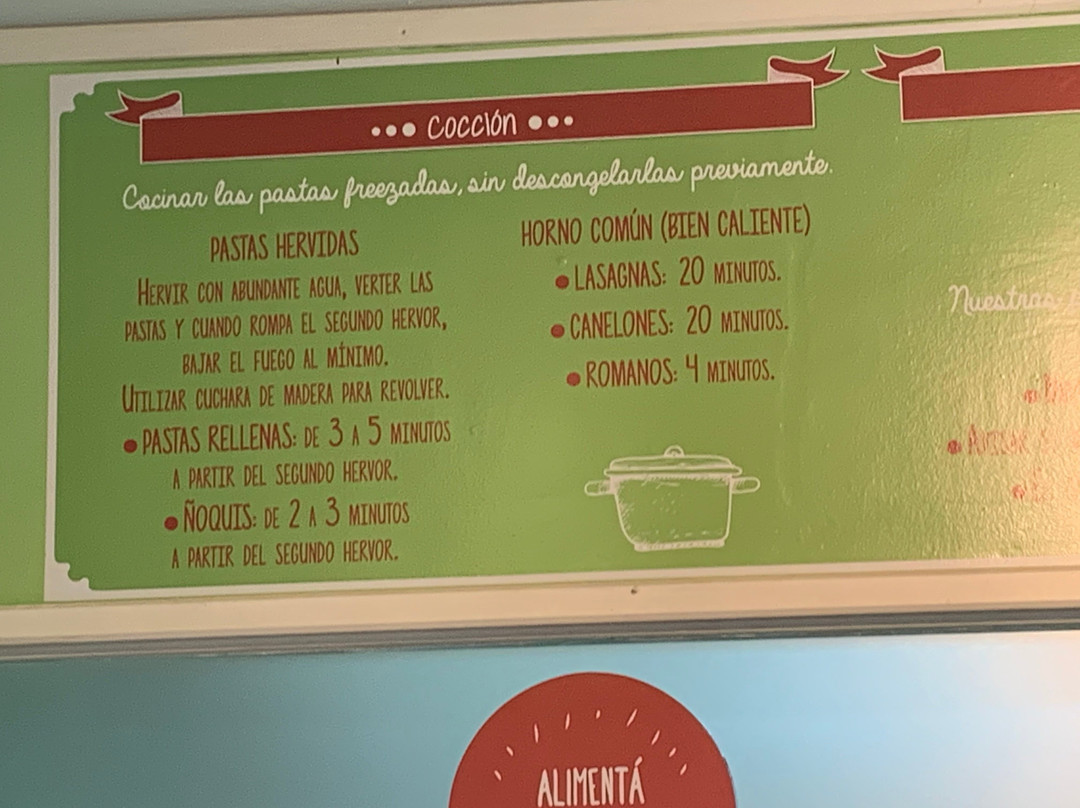 ••• Cocción •••
Cocinar las pastas freezadas, sin descongelarlas previamente.
PASTAS HERVIDAS
HERVIR CON ABUNDANTE AGUA, VERTER LAS
PASTAS Y CUANDO ROMPA EL SEGUNDO HERVOR,
BAJAR EL FUEGO AL MÍNIMO.
UTILIZAR CUCHARA DE MADERA PARA REVOLVER.
• PASTAS RELLENAS: DE 3 A 5 MINUTOS
A PARTIR DEL SEGUNDO HERVOR.
• ÑOQUIS: DE 2 A 3 MINUTOS
A PARTIR DEL SEGUNDO HERVOR.
HORNO COMÚN (BIEN CALIENTE)
• LASAGNAS: 20 MINUTOS.
• CANELONES: 20 MINUTOS.
• ROMANOS: 4 MINUTOS.
Nuestras
ALIMENTÁ